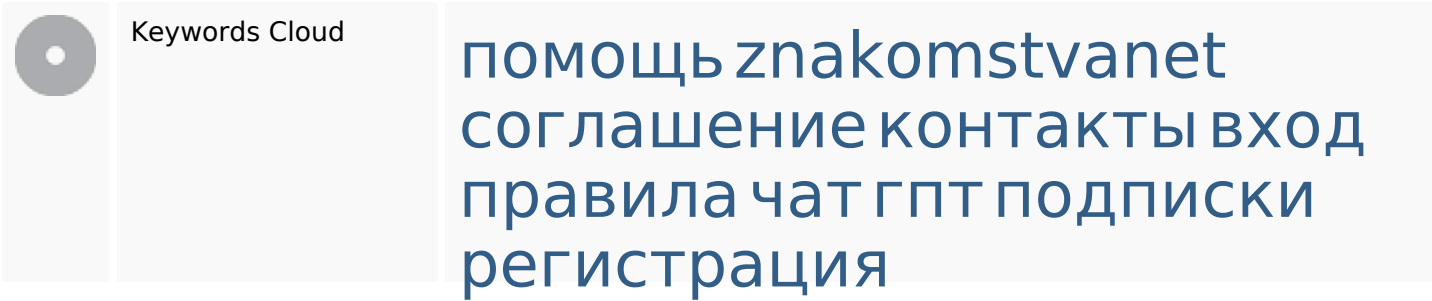 Keywords Cloud
помощь znakomstvanet
соглашение контакты вход
правила чат гпт подписки
регистрация